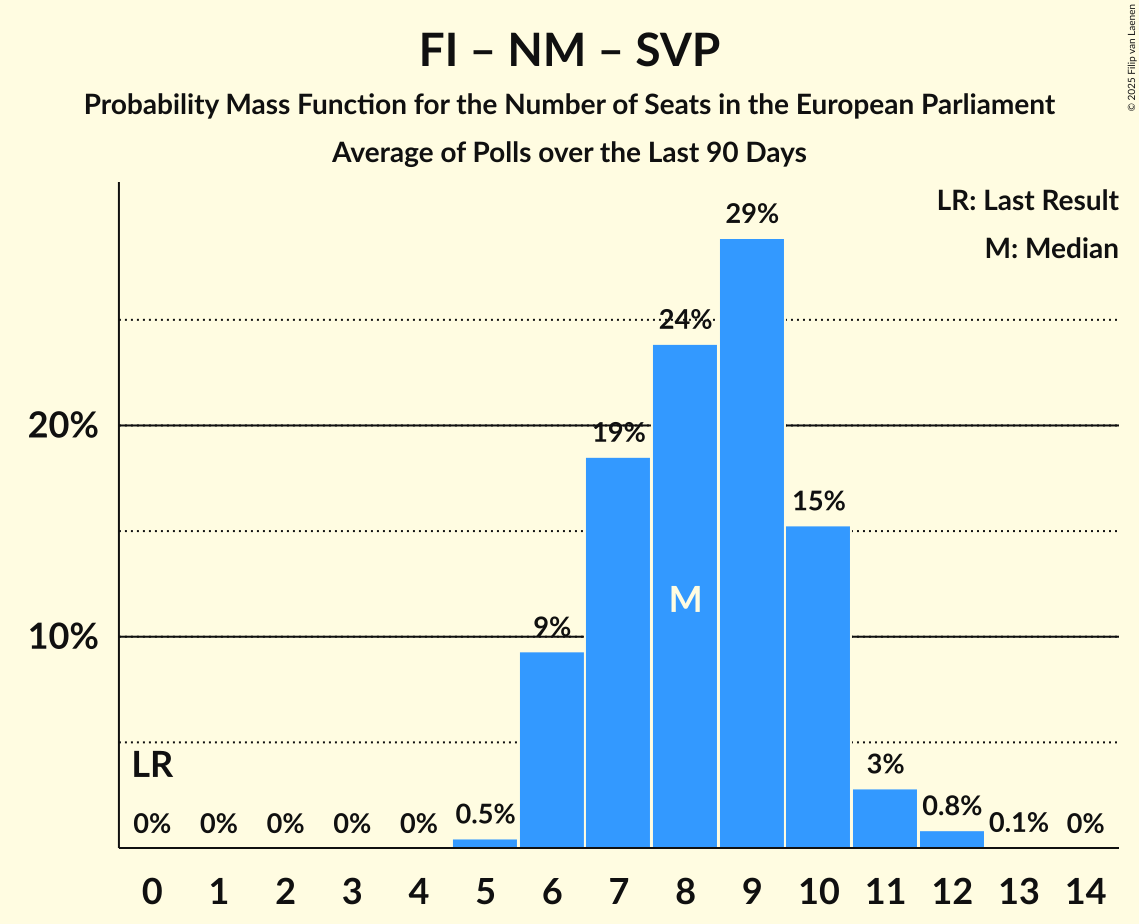 FI – NM – SVP
Probability Mass Function for the Number of Seats in the European Parliament
Average of Polls over the Last 90 Days
© 2025 Filip van Laenen
LR: Last Result
M: Median
29%
24%
20%
19%
15%
10%
9%
M
LR
3%
0.8%
0.5%
0% 0% 0% 0% 0% 0.1% 0%
0 1 2 3 4 5 6 7 8 9 10 11 12 13 14